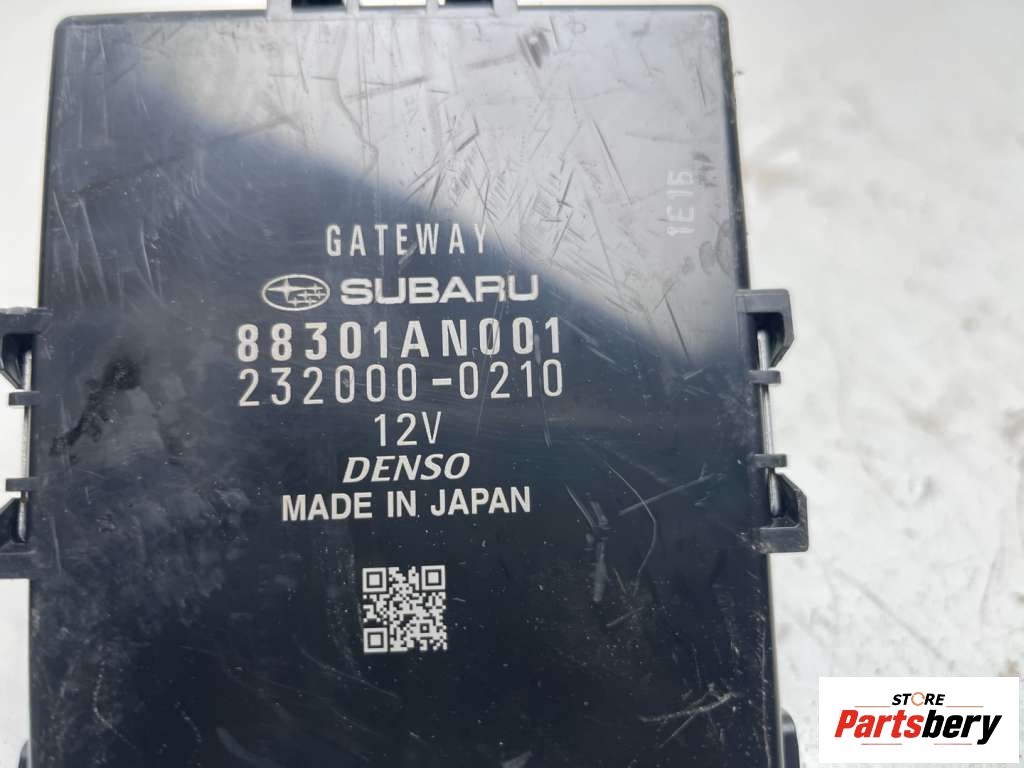 GATEWAY
SUBARU
88301AN001
232000-0210
12V
DENSO
MADE IN JAPAN
1E15
STORE
Partsbery